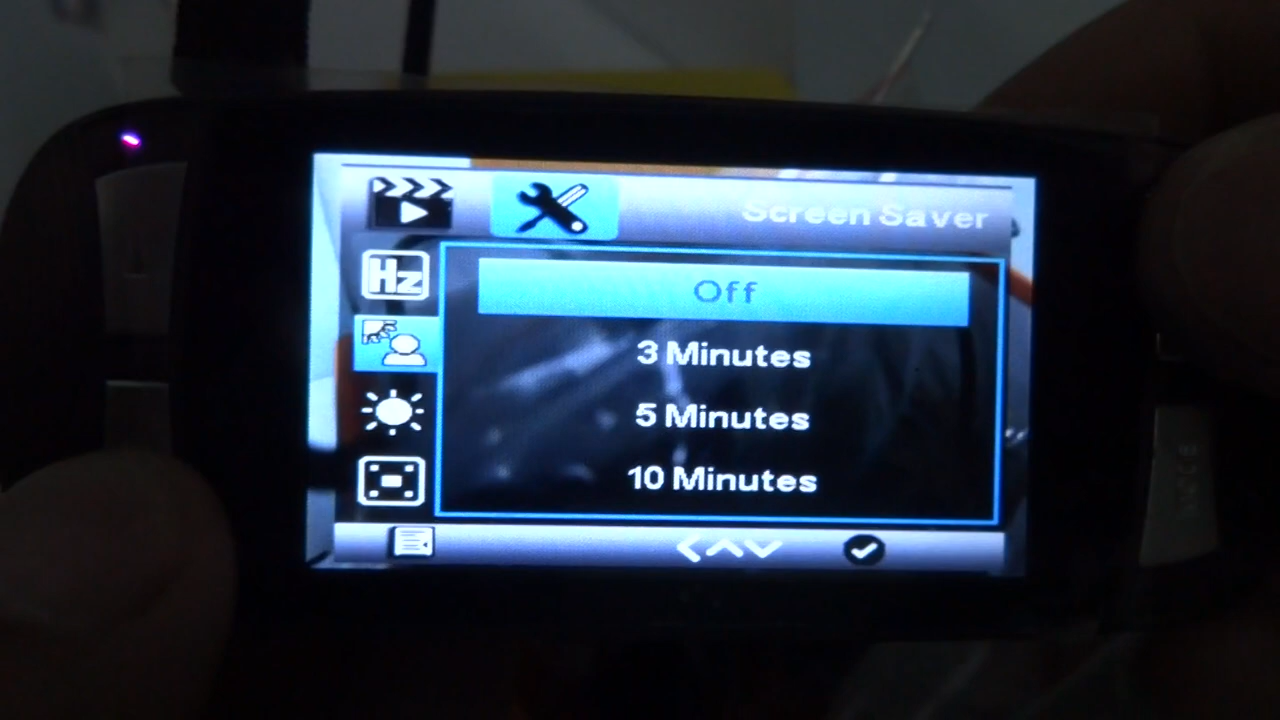 Screen Saver
Hz
Off
3 Minutes
5 Minutes
10 Minutes